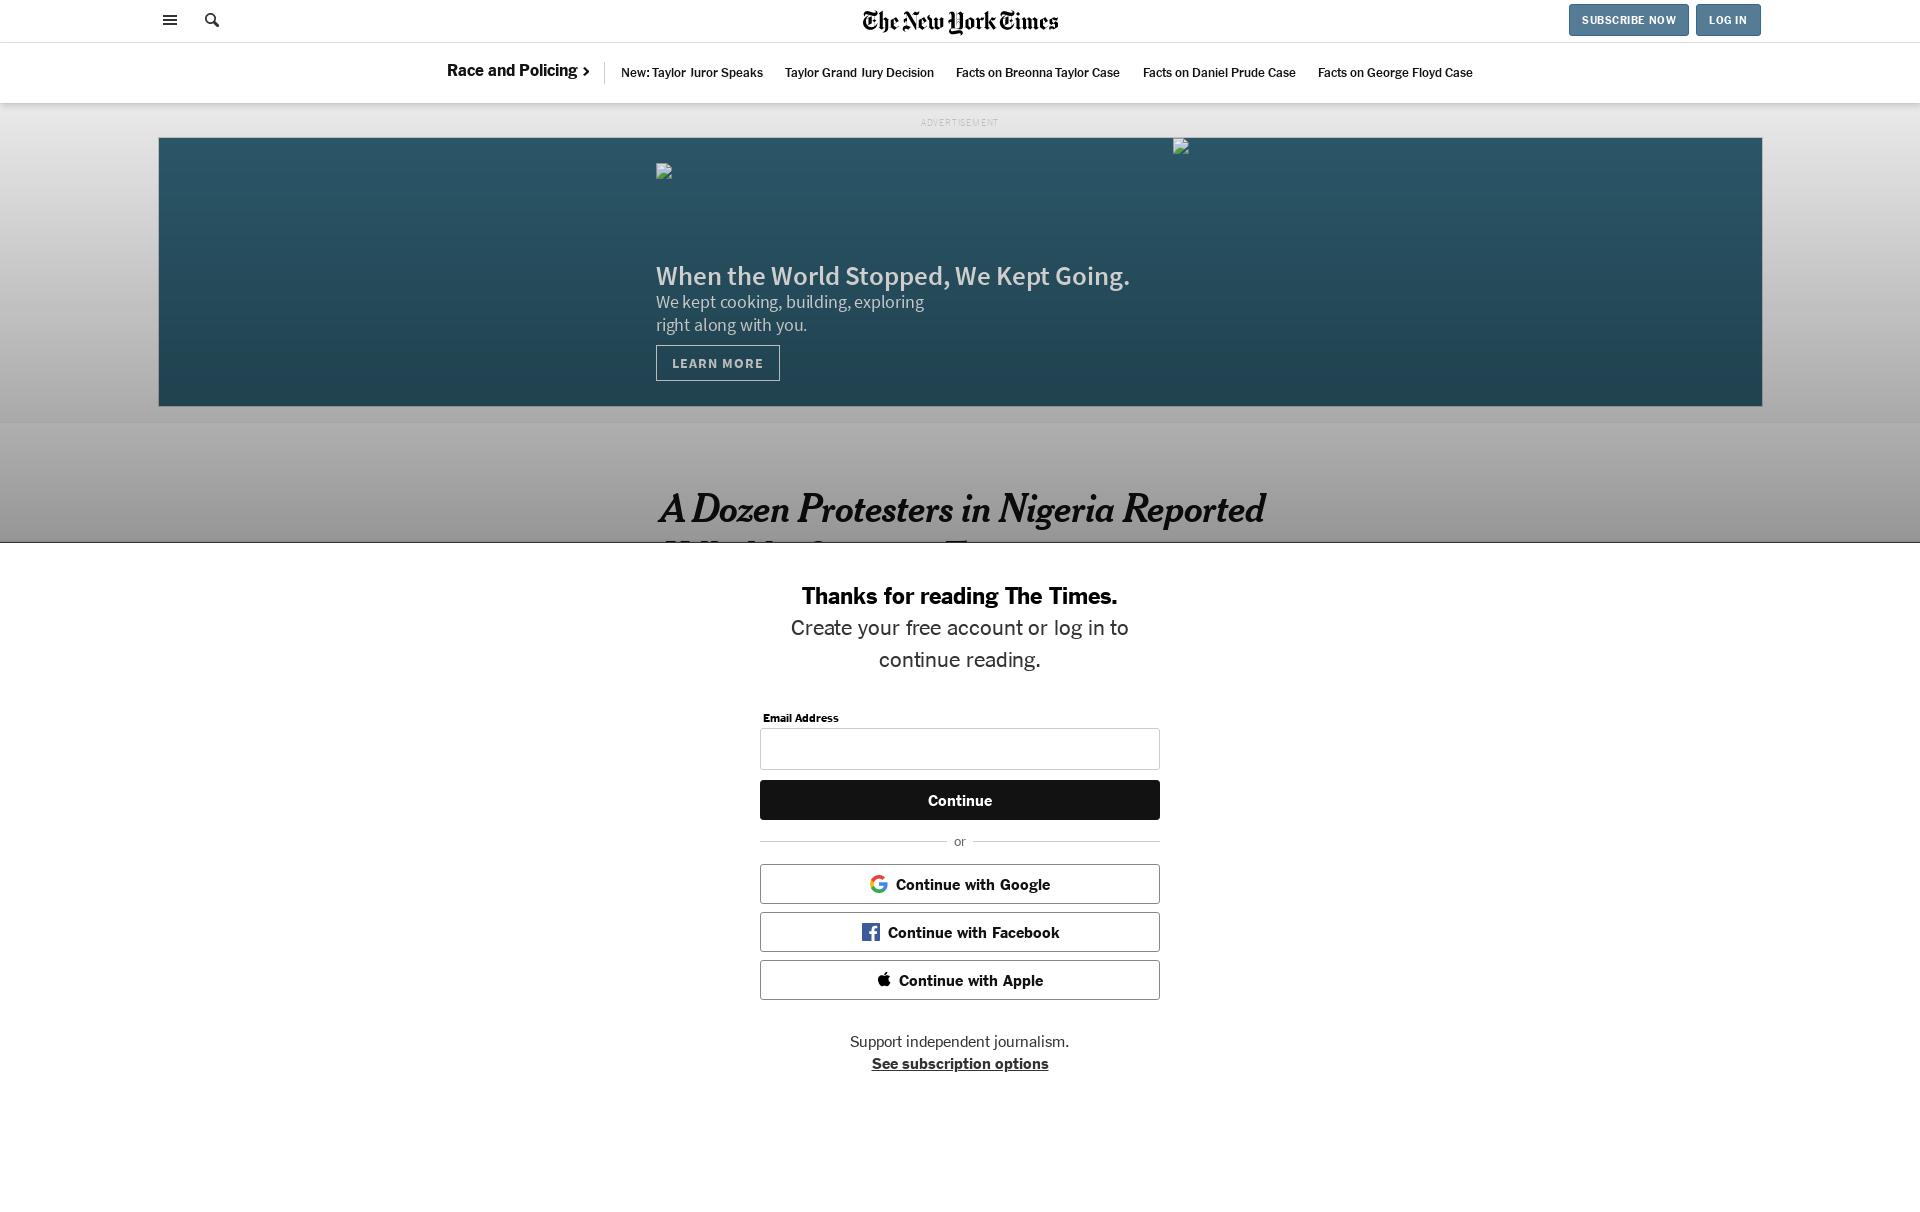 The New York Times
SUBSCRIBE NOW
LOG IN
Race and Policing
New: Taylor Juror Speaks
Taylor Grand Jury Decision
Facts on Breonna Taylor Case
Facts on Daniel Prude Case
Facts on George Floyd Case
ADVERTISEMENT
When the World Stopped, We Kept Going.
We kept cooking, building, exploring
right along with you.
LEARN MORE
A Dozen Protesters in Nigeria Reported
Thanks for reading The Times.
Create your free account or log in to
continue reading.
Email Address
Continue
or
Continue with Google
Continue with Facebook
Continue with Apple
Support independent journalism.
See subscription options